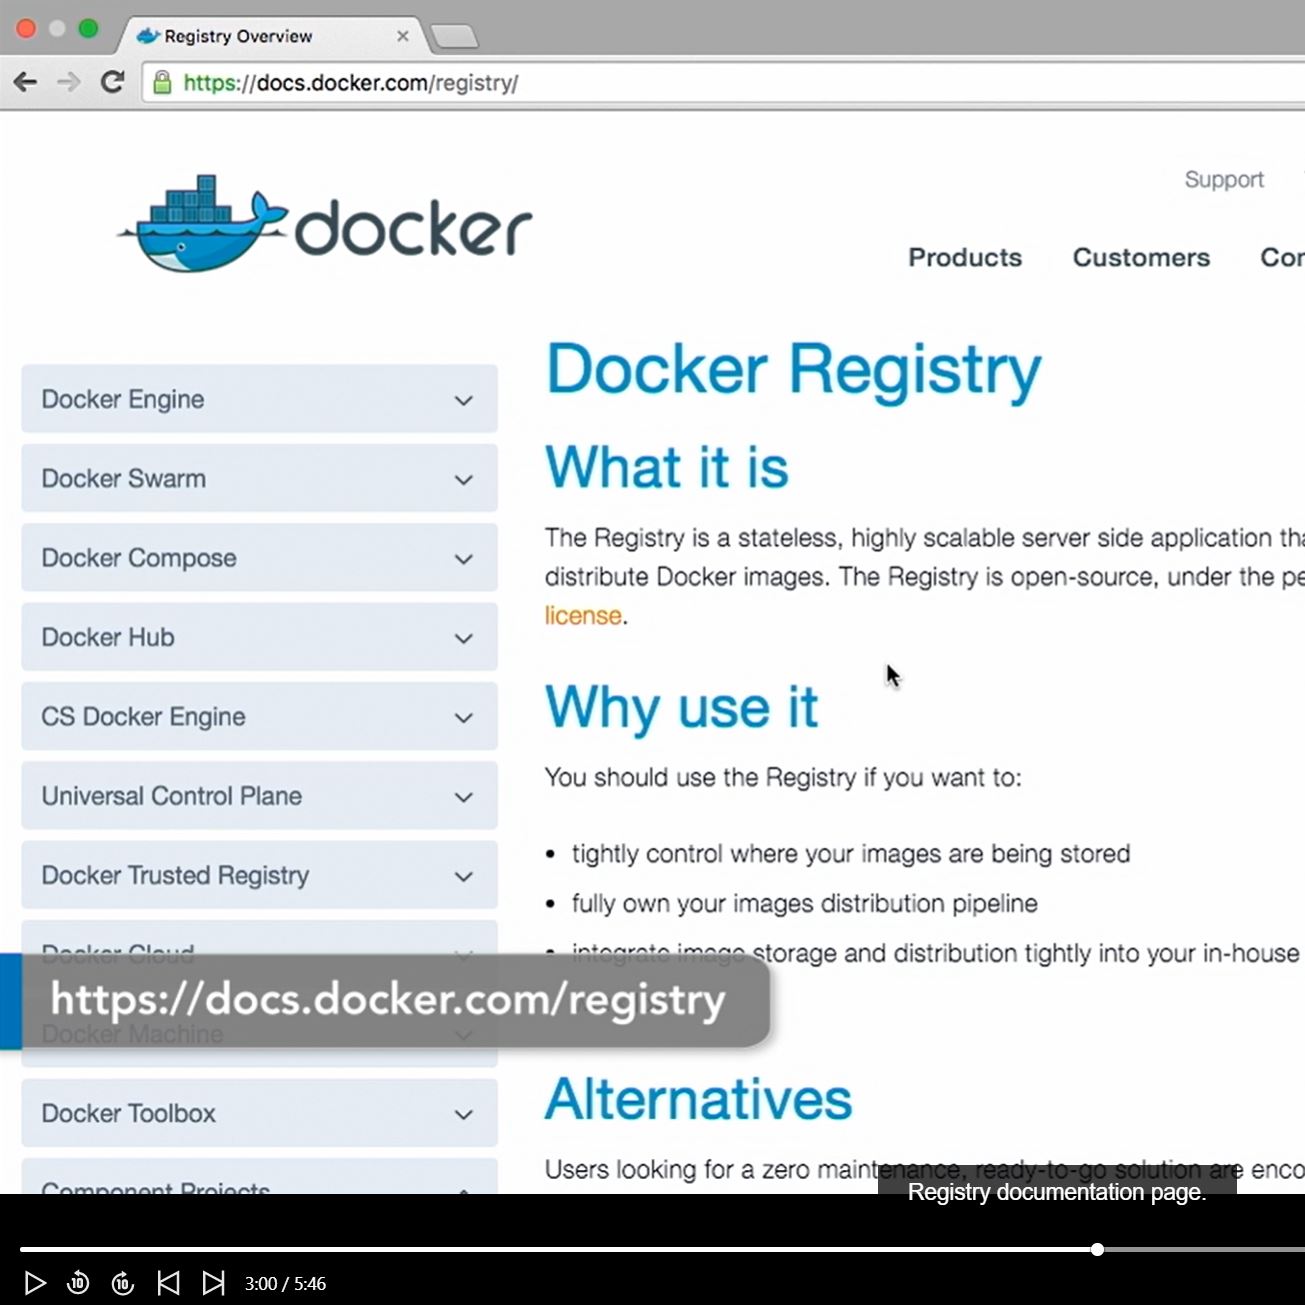 Registry Overview
https://docs.docker.com/registry/
docker
Support
Products Customers
Docker Engine
Docker Swarm
Docker Compose
Docker Hub
CS Docker Engine
Universal Control Plane
Docker Trusted Registry
Docker Cloud
Docker Machine
Docker Toolbox
Component Projects
Docker Registry
What it is
The Registry is a stateless, highly scalable server side application
distribute Docker images. The Registry is open-source, under the
license.
Why use it
You should use the Registry if you want to:
• tightly control where your images are being stored
• fully own your images distribution pipeline
• integrate image storage and distribution tightly into your in-house
https://docs.docker.com/registry
Alternatives
Users looking for a zero maintenance, ready-to-go solution are
Registry documentation page.
10 10 3:00 / 5:46